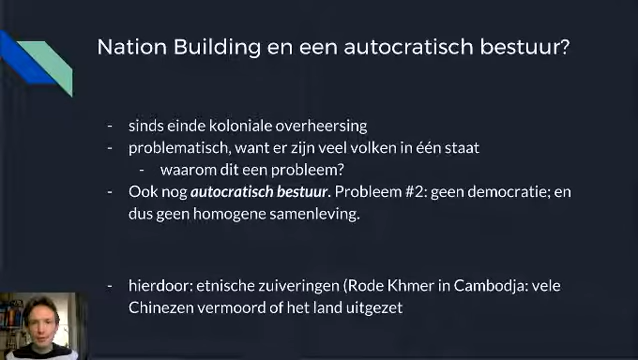 Nation Building en een autocratisch bestuur?
- sinds einde koloniale overheersing
- problematisch, want er zijn veel volken in één staat
- waarom dit een probleem?
- Ook nog autocratisch bestuur. Probleem #2: geen democratie; en
dus geen homogene samenleving.
- hierdoor: etnische zuiveringen (Rode Khmer in Cambodja: vele
Chinezen vermoord of het land uitgezet